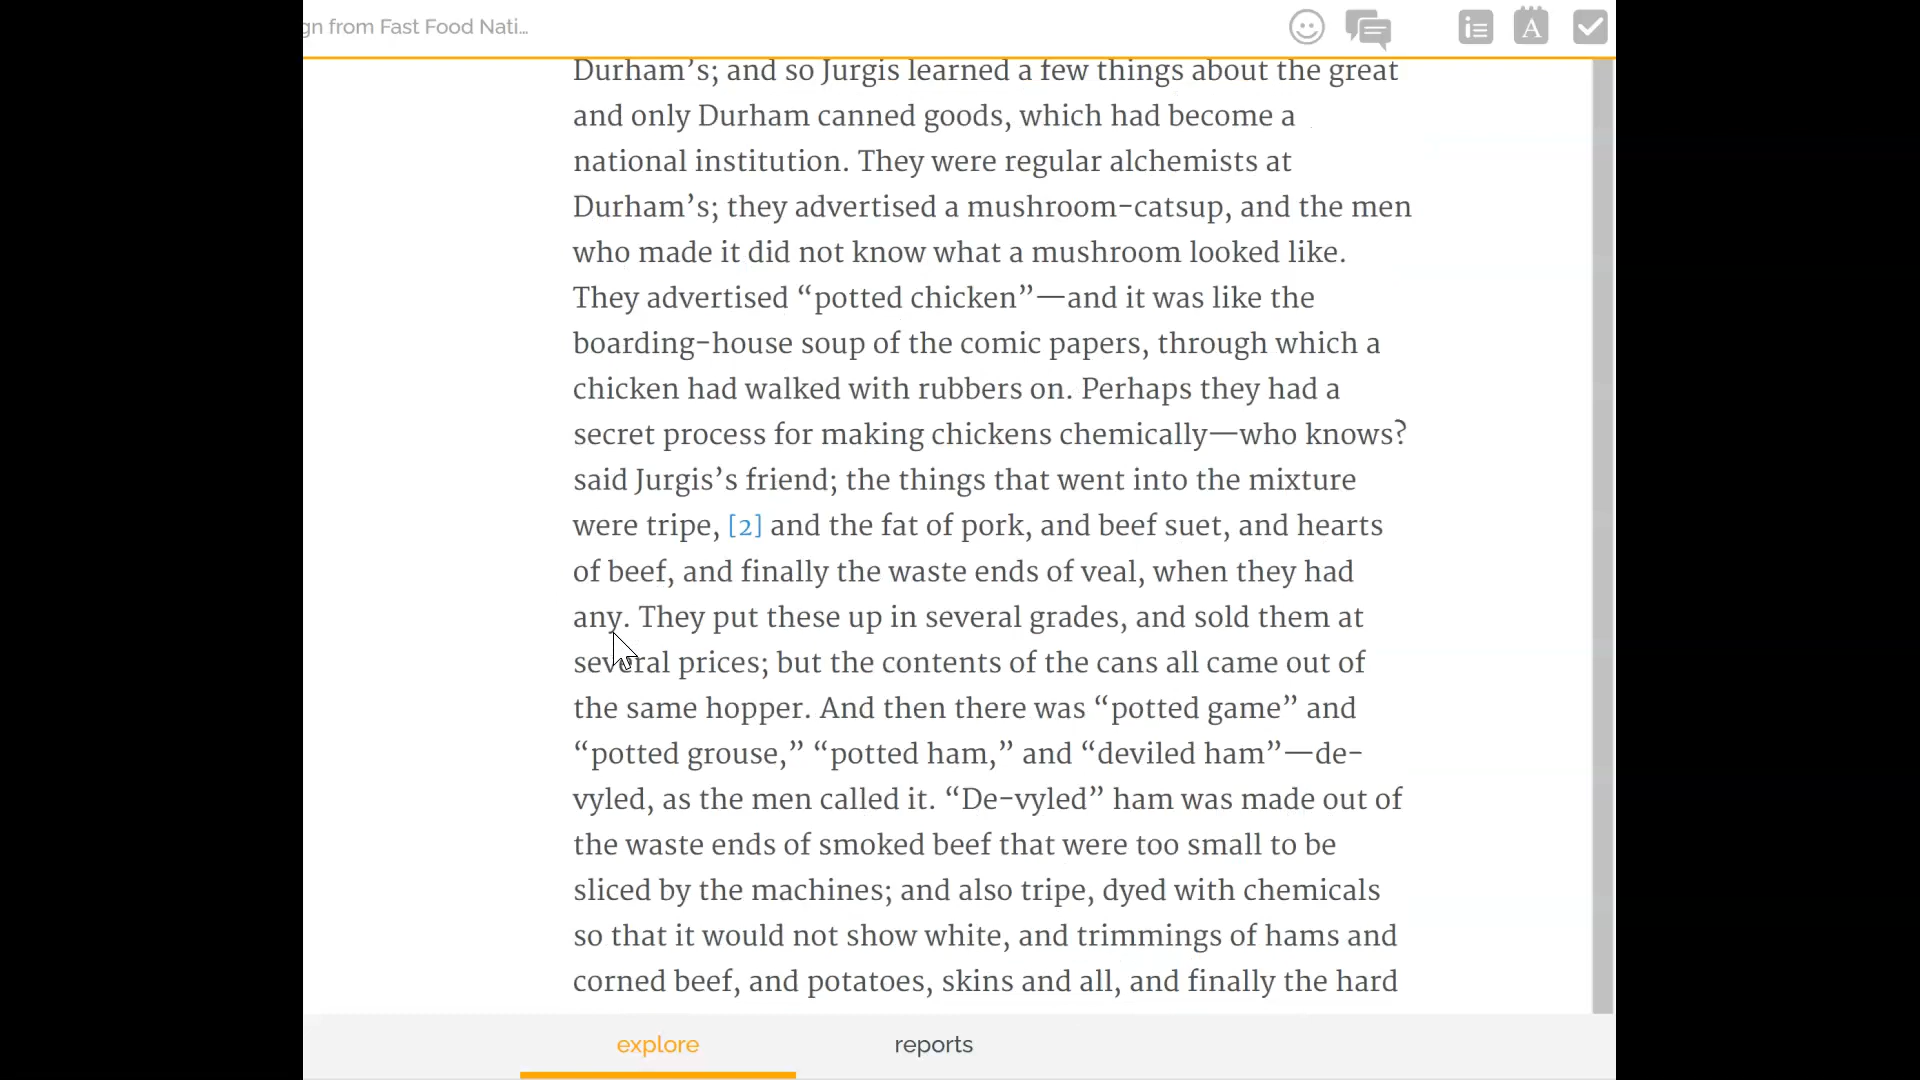 gn from Fast Food Nati...
A
Durham’s; and so Jurgis learned a few things about the great
and only Durham canned goods, which had become a
national institution. They were regular alchemists at
Durham’s; they advertised a mushroom-catsup, and the men
who made it did not know what a mushroom looked like.
They advertised “potted chicken”—and it was like the
boarding-house soup of the comic papers, through which a
chicken had walked with rubbers on. Perhaps they had a
secret process for making chickens chemically—who knows?
said Jurgis’s friend; the things that went into the mixture
were tripe, [2] and the fat of pork, and beef suet, and hearts
of beef, and finally the waste ends of veal, when they had
any. They put these up in several grades, and sold them at
several prices; but the contents of the cans all came out of
the same hopper. And then there was “potted game” and
“potted grouse,” “potted ham,” and “deviled ham”—de-
vyled, as the men called it. “De-vyled” ham was made out of
the waste ends of smoked beef that were too small to be
sliced by the machines; and also tripe, dyed with chemicals
so that it would not show white, and trimmings of hams and
corned beef, and potatoes, skins and all, and finally the hard
explore
reports